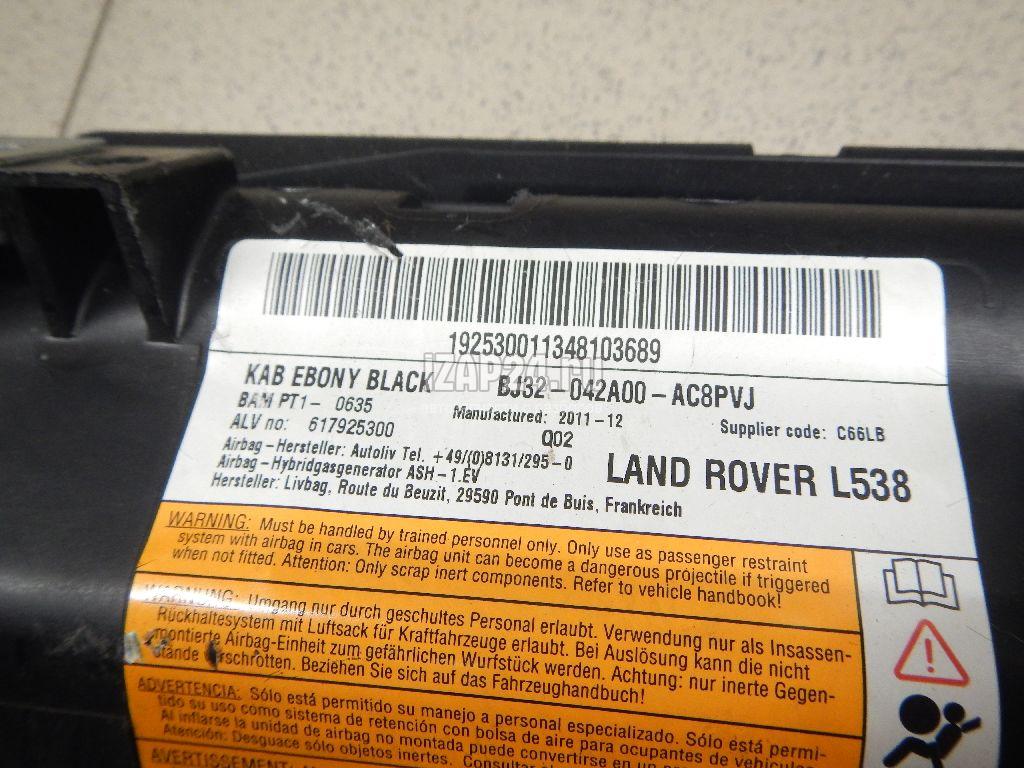 192530011348103689
KAB EBONY BLACK BJ32-042A00-AC8PVJ
BAM PT1- 0635 Manufactured: 2011-12 Supplier code: C66LB
ALV no: 617925300 Q02
Airbag-Hersteller: Autoliv Tel. +49/(0)8131/295-0
Airbag-Hybridgasgenerator ASH-1.EV
LAND ROVER L538
Hersteller: Livbag, Route du Beuzit, 29590 Pont de Buis, Frankreich
WARNING: Must be handled by trained personnel only. Only use as passenger restraint
system with airbag in cars. The airbag unit can become a dangerous projectile if triggered
when not fitted. Attention: Only scrap inert components. Refer to vehicle handbook!
WARNUNG: Umgang nur durch geschultes Personal erlaubt. Verwendung nur als Insassen-
Rückhaltesystem mit Luftsack für Kraftfahrzeuge erlaubt. Bei Auslösung kann die nicht
montierte Airbag-Einheit zum gefährlichen Wurfstück werden. Achtung: nur inerte Gegen-
stände verschrotten. Beziehen Sie sich auf das Fahrzeughandbuch!
ADVERTENCIA: Sólo está permitido su manejo a personal especializado. Sólo está permi-
tido su uso como sistema de retención con bolsa de aire para ocupantes de vehículos.
Al inflarse la unidad de airbag no montada puede convertirse en un
Atención: Desguace sólo objetos inertes.
AVERTISSEMENT: